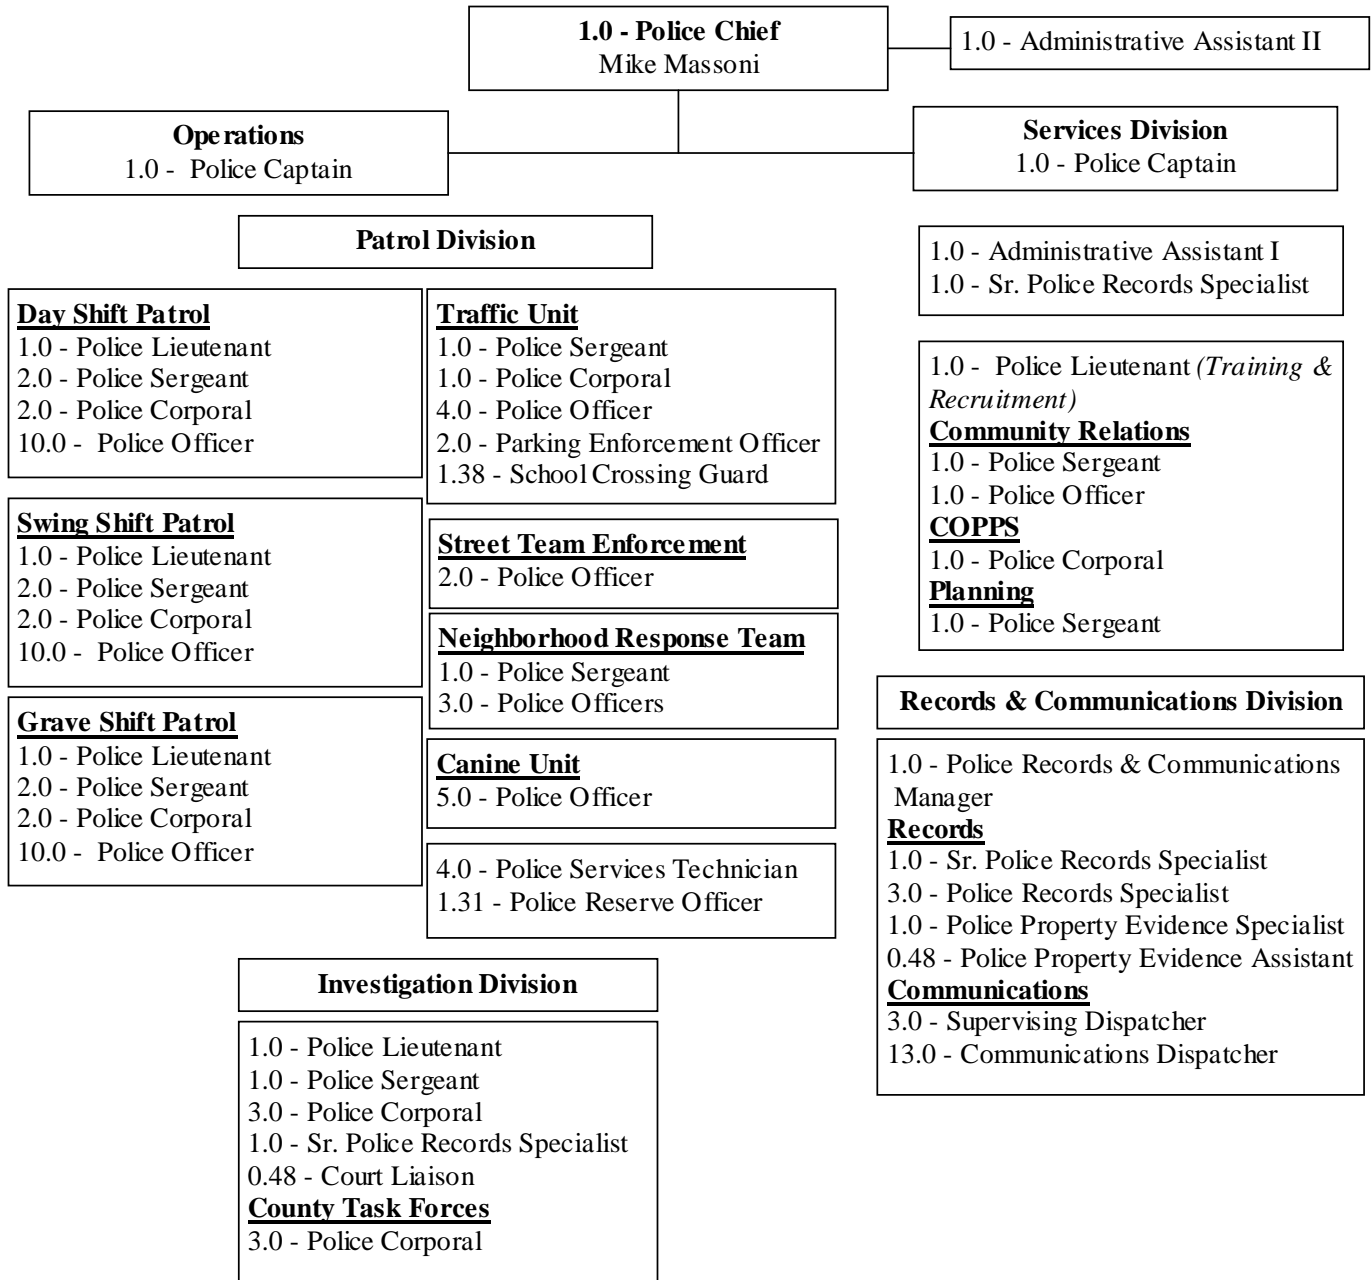 1.0 - Police Chief
Mike Massoni
1.0 - Administrative Assistant II
Operations
1.0 - Police Captain
Services Division
1.0 - Police Captain
Patrol Division
Day Shift Patrol
1.0 - Police Lieutenant
2.0 - Police Sergeant
2.0 - Police Corporal
10.0 - Police Officer
Swing Shift Patrol
1.0 - Police Lieutenant
2.0 - Police Sergeant
2.0 - Police Corporal
10.0 - Police Officer
Grave Shift Patrol
1.0 - Police Lieutenant
2.0 - Police Sergeant
2.0 - Police Corporal
10.0 - Police Officer
Traffic Unit
1.0 - Police Sergeant
1.0 - Police Corporal
4.0 - Police Officer
2.0 - Parking Enforcement Officer
1.38 - School Crossing Guard
Street Team Enforcement
2.0 - Police Officer
Neighborhood Response Team
1.0 - Police Sergeant
3.0 - Police Officers
Canine Unit
5.0 - Police Officer
4.0 - Police Services Technician
1.31 - Police Reserve Officer
Investigation Division
1.0 - Police Lieutenant
1.0 - Police Sergeant
3.0 - Police Corporal
1.0 - Sr. Police Records Specialist
0.48 - Court Liaison
County Task Forces
3.0 - Police Corporal
1.0 - Administrative Assistant I
1.0 - Sr. Police Records Specialist
1.0 - Police Lieutenant (Training &
Recruitment)
Community Relations
1.0 - Police Sergeant
1.0 - Police Officer
COPPS
1.0 - Police Corporal
Planning
1.0 - Police Sergeant
Records & Communications Division
1.0 - Police Records & Communications
Manager
Records
1.0 - Sr. Police Records Specialist
3.0 - Police Records Specialist
1.0 - Police Property Evidence Specialist
0.48 - Police Property Evidence Assistant
Communications
3.0 - Supervising Dispatcher
13.0 - Communications Dispatcher